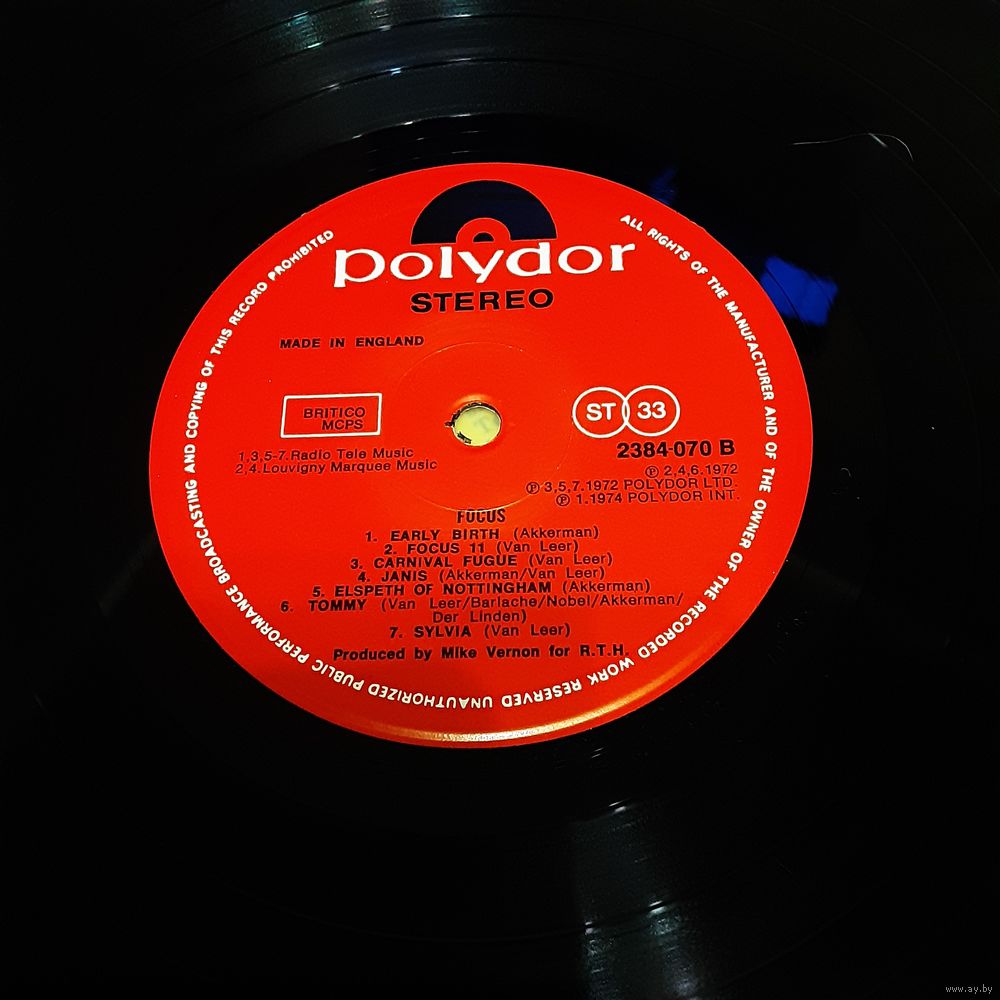 polydor
STEREO
MADE IN ENGLAND
BRITICO
MCPS
ST 33
1,3,5-7.Radio Tele Music
2,4.Louvigny Marquee Music
2384-070 B
℗ 2,4,6.1972
℗ 3,5,7.1972 POLYDOR LTD.
℗ 1.1974 POLYDOR INT.
FOCUS
1. EARLY BIRTH (Akkerman)
2. FOCUS 11 (Van Leer)
3. CARNIVAL FUGUE (Van Leer)
4. JANIS (Akkerman/Van Leer)
5. ELSPETH OF NOTTINGHAM (Akkerman)
6. TOMMY (Van Leer/Barlache/Nobel/Akkerman/
Der Linden)
7. SYLVIA (Van Leer)
Produced by Mike Vernon for R.T.H.
ALL RIGHTS OF THE MANUFACTURER AND OF THE OWNER OF THE RECORDED WORK RESERVED UNAUTHORIZED PUBLIC PERFORMANCE BROADCASTING AND COPYING OF THIS RECORD PROHIBITED
www.ay.by